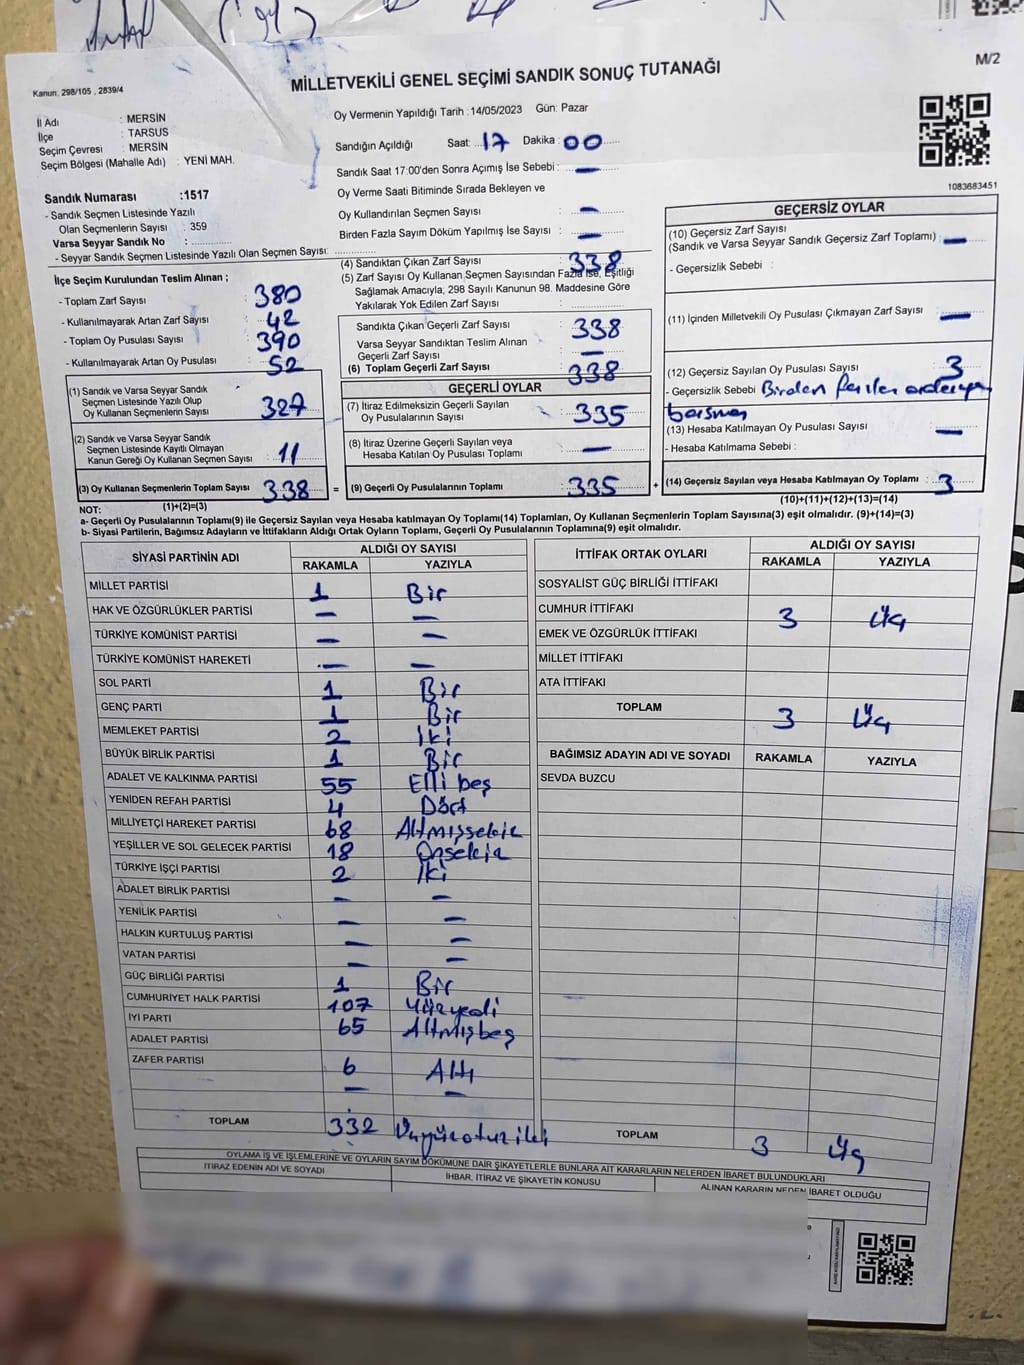 MİLLETVEKİLİ GENEL SEÇİMİ SANDIK SONUÇ TUTANAĞI
M/2
Kanun: 298/105 , 2839/4
İl Adı : MERSİN
İlçe : TARSUS
Seçim Çevresi : MERSİN
Seçim Bölgesi (Mahalle Adı) : YENİ MAH.
Sandık Numarası :1517
- Sandık Seçmen Listesinde Yazılı
Olan Seçmenlerin Sayısı : 359
Varsa Seyyar Sandık No :
- Seyyar Sandık Seçmen Listesinde Yazılı Olan Seçmen Sayısı:
Oy Vermenin Yapıldığı Tarih :14/05/2023 Gün: Pazar
Sandığın Açıldığı Saat: 17 Dakika: 00
Sandık Saat 17:00'den Sonra Açımış İse Sebebi : —
Oy Verme Saati Bitiminde Sırada Bekleyen ve
Oy Kullandırılan Seçmen Sayısı : —
Birden Fazla Sayım Döküm Yapılmış İse Sayısı : —
1083683451
İlçe Seçim Kurulundan Teslim Alınan ;
- Toplam Zarf Sayısı : 380
- Kullanılmayarak Artan Zarf Sayısı : 42
- Toplam Oy Pusulası Sayısı : 390
- Kullanılmayarak Artan Oy Pusulası : 52
(1) Sandık ve Varsa Seyyar Sandık
Seçmen Listesinde Yazılı Olup
Oy Kullanan Seçmenlerin Sayısı : 327
(2) Sandık ve Varsa Seyyar Sandık
Seçmen Listesinde Kayıtlı Olmayan
Kanun Gereği Oy Kullanan Seçmen Sayısı : 11
(3) Oy Kullanan Seçmenlerin Toplam Sayısı : 338
(1)+(2)=(3)
(4) Sandıktan Çıkan Zarf Sayısı : 338
(5) Zarf Sayısı Oy Kullanan Seçmen Sayısından Fazla ise, Eşitliği
Sağlamak Amacıyla; 298 Sayılı Kanunun 98. Maddesine Göre
Yakılarak Yok Edilen Zarf Sayısı :
Sandıkta Çıkan Geçerli Zarf Sayısı : 338
Varsa Seyyar Sandıktan Teslim Alınan
Geçerli Zarf Sayısı : —
(6) Toplam Geçerli Zarf Sayısı : 338
GEÇERLİ OYLAR
(7) İtiraz Edilmeksizin Geçerli Sayılan
Oy Pusulalarının Sayısı : 335
(8) İtiraz Üzerine Geçerli Sayılan veya
Hesaba Katılan Oy Pusulası Toplamı : —
= (9) Geçerli Oy Pusulalarının Toplamı : 335
GEÇERSİZ OYLAR
(10) Geçersiz Zarf Sayısı
(Sandık ve Varsa Seyyar Sandık Geçersiz Zarf Toplamı) : —
- Geçersizlik Sebebi :
(11) İçinden Milletvekili Oy Pusulası Çıkmayan Zarf Sayısı : —
(12) Geçersiz Sayılan Oy Pusulası Sayısı : 3
- Geçersizlik Sebebi Birden
(13) Hesaba Katılmayan Oy Pusulası Sayısı : —
- Hesaba Katılmama Sebebi :
+ (14) Geçersiz Sayılan veya Hesaba Katılmayan Oy Toplamı : 3
(10)+(11)+(12)+(13)=(14)
NOT:
a- Geçerli Oy Pusulalarının Toplamı(9) ile Geçersiz Sayılan veya Hesaba katılmayan Oy Toplamı(14) Toplamları, Oy Kullanan Seçmenlerin Toplam Sayısına(3) eşit olmalıdır. (9)+(14)=(3)
b- Siyasi Partilerin, Bağımsız Adayların ve İttifakların Aldığı Ortak Oyların Toplamı, Geçerli Oy Pusulalarının Toplamına(9) eşit olmalıdır.
SİYASİ PARTİNİN ADI ALDIĞI OY SAYISI
RAKAMLA YAZIYLA
MİLLET PARTİSİ 1 Bir
HAK VE ÖZGÜRLÜKLER PARTİSİ — —
TÜRKİYE KOMÜNİST PARTİSİ — —
TÜRKİYE KOMÜNİST HAREKETİ — —
SOL PARTİ 1 Bir
GENÇ PARTİ 1 Bir
MEMLEKET PARTİSİ 2 İki
BÜYÜK BİRLİK PARTİSİ 1 Bir
ADALET VE KALKINMA PARTİSİ 55 Elli beş
YENİDEN REFAH PARTİSİ 4 Dört
MİLLİYETÇİ HAREKET PARTİSİ 68 Altmışsekiz
YEŞİLLER VE SOL GELECEK PARTİSİ 18 Onsekiz
TÜRKİYE İŞÇİ PARTİSİ 2 İki
ADALET BİRLİK PARTİSİ — —
YENİLİK PARTİSİ — —
HALKIN KURTULUŞ PARTİSİ — —
VATAN PARTİSİ — —
GÜÇ BİRLİĞİ PARTİSİ 1 Bir
CUMHURİYET HALK PARTİSİ 107 Yüzyedi
İYİ PARTİ 65 Altmışbeş
ADALET PARTİSİ
ZAFER PARTİSİ 6 Altı
— —
TOPLAM 332 Üçyüzotuziki
İTTİFAK ORTAK OYLARI ALDIĞI OY SAYISI
RAKAMLA YAZIYLA
SOSYALİST GÜÇ BİRLİĞİ İTTİFAKI
CUMHUR İTTİFAKI 3 Üç
EMEK VE ÖZGÜRLÜK İTTİFAKI
MİLLET İTTİFAKI
ATA İTTİFAKI
TOPLAM 3 Üç
BAĞIMSIZ ADAYIN ADI VE SOYADI RAKAMLA YAZIYLA
SEVDA BUZCU
TOPLAM 3 Üç
OYLAMA İŞ VE İŞLEMLERİNE VE OYLARIN SAYIM DÖKÜMÜNE DAİR ŞİKAYETLERLE BUNLARA AİT KARARLARIN NELERDEN İBARET BULUNDUKLARI
İTİRAZ EDENİN ADI VE SOYADI İHBAR, İTİRAZ VE ŞİKAYETİN KONUSU ALINAN KARARIN NEDEN İBARET OLDUĞU